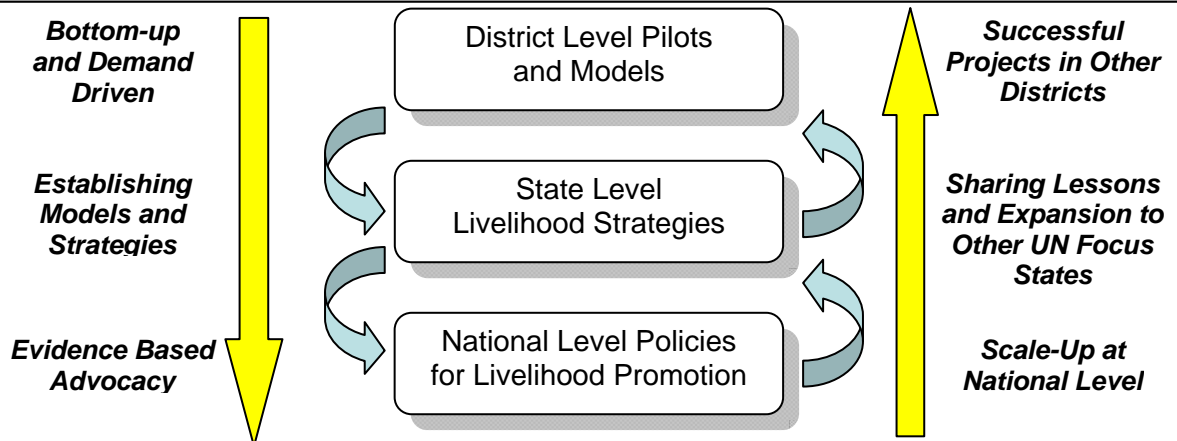 Bottom-up
and Demand
Driven
Establishing
Models and
Strategies
Evidence Based
Advocacy
District Level Pilots
and Models
State Level
Livelihood Strategies
National Level Policies
for Livelihood Promotion
Successful
Projects in Other
Districts
Sharing Lessons
and Expansion to
Other UN Focus
States
Scale-Up at
National Level